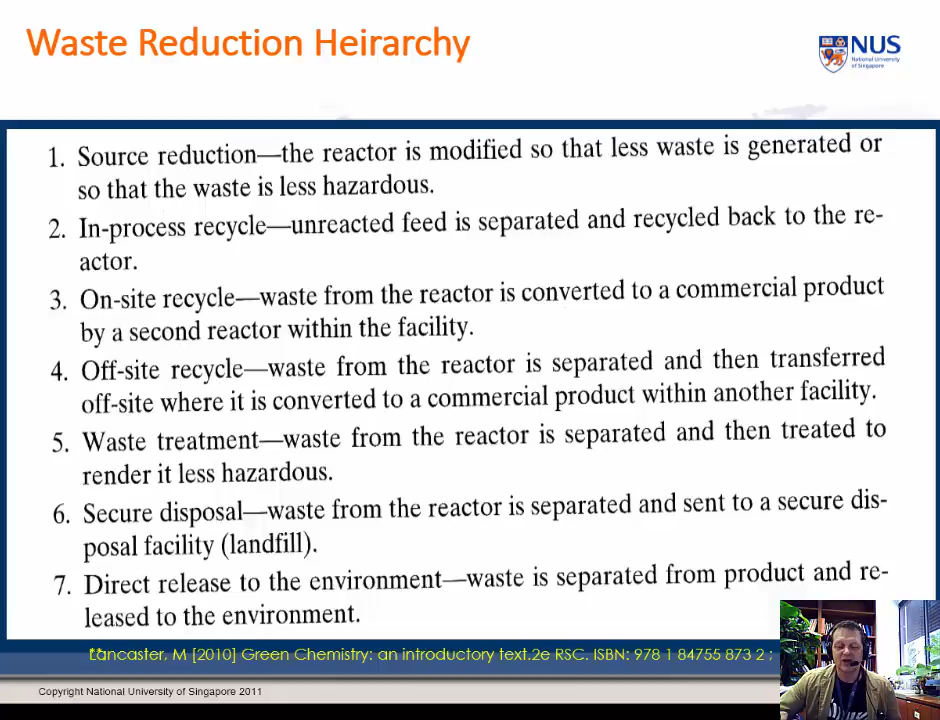 Waste Reduction Heirarchy
NUS
National University
of Singapore
1. Source reduction—the reactor is modified so that less waste is generated or
so that the waste is less hazardous.
2. In-process recycle—unreacted feed is separated and recycled back to the re-
actor.
3. On-site recycle—waste from the reactor is converted to a commercial product
by a second reactor within the facility.
4. Off-site recycle—waste from the reactor is separated and then transferred
off-site where it is converted to a commercial product within another facility.
5. Waste treatment—waste from the reactor is separated and then treated to
render it less hazardous.
6. Secure disposal—waste from the reactor is separated and sent to a secure dis-
posal facility (landfill).
7. Direct release to the environment—waste is separated from product and re-
leased to the environment.
Lancaster, M [2010] Green Chemistry: an introductory text.2e RSC. ISBN: 978 1 84755 873 2 ;
Copyright National University of Singapore 2011